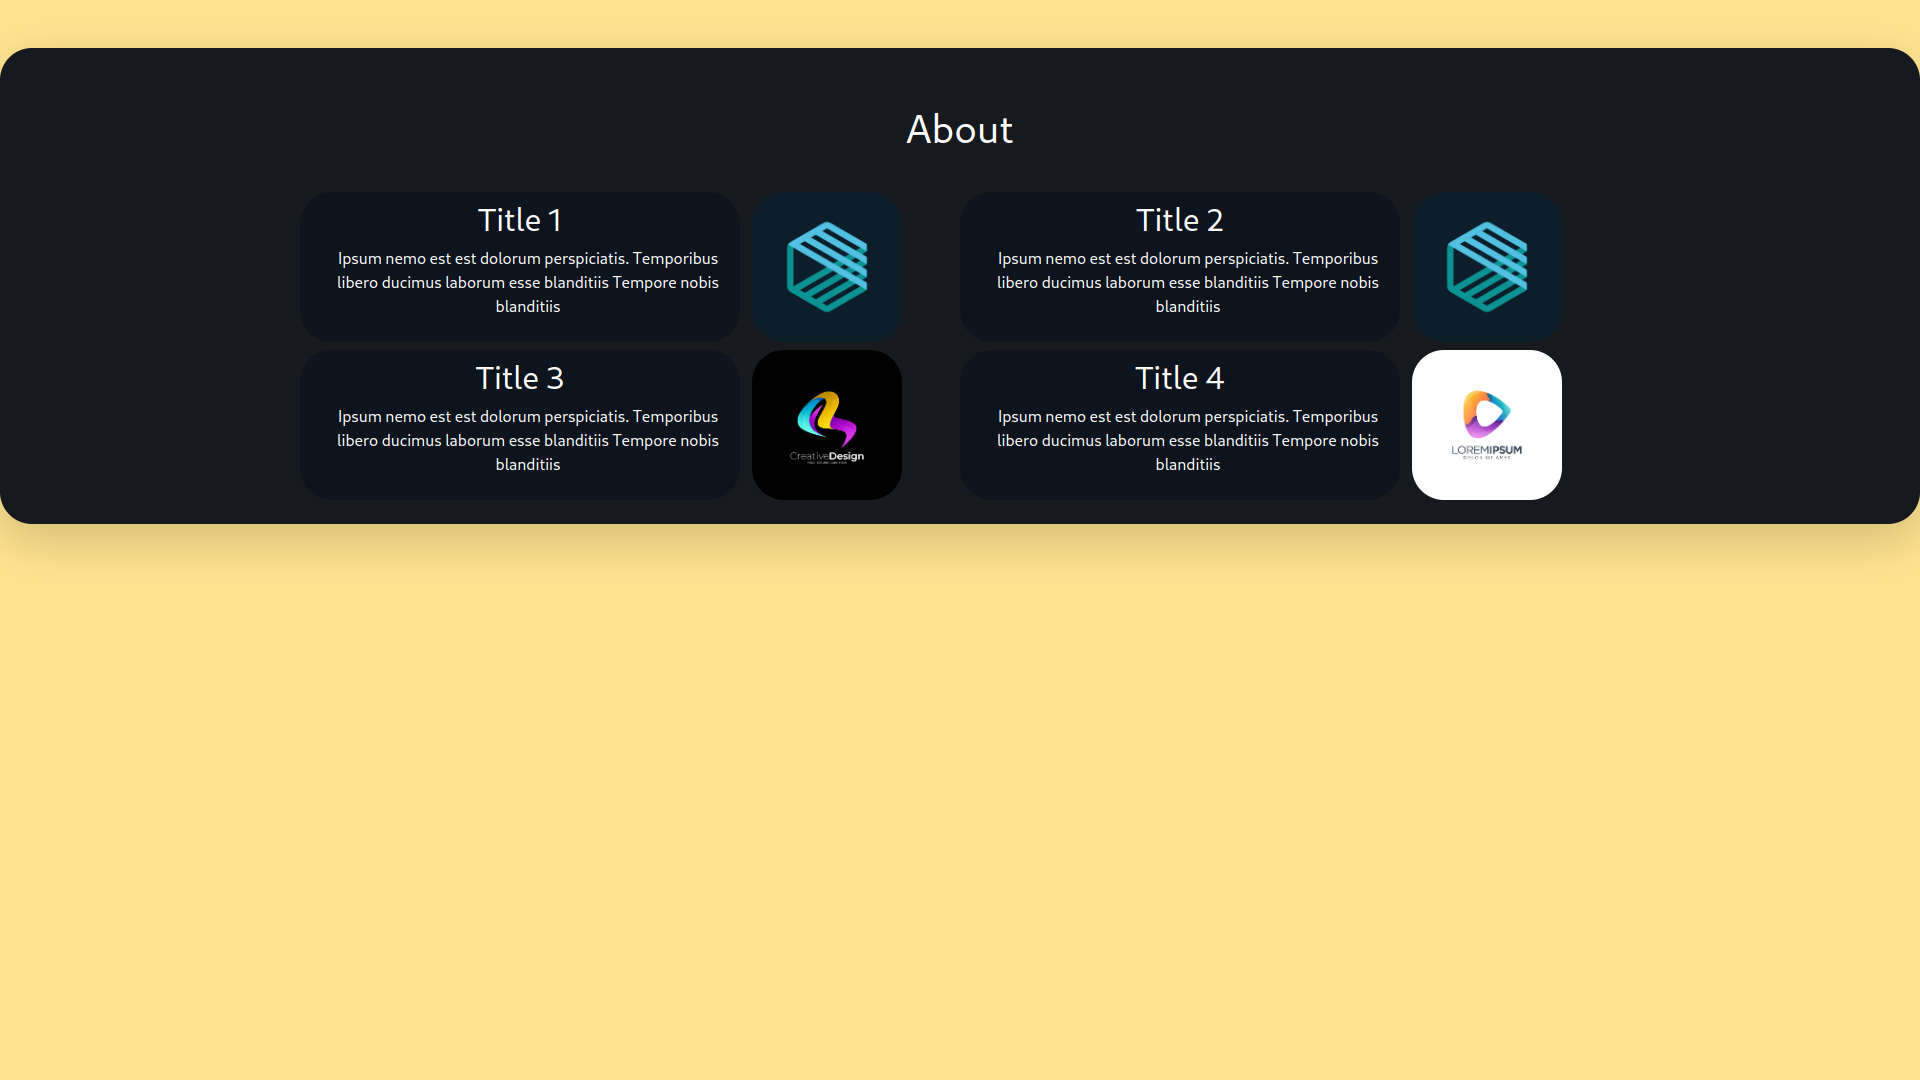 About
Title 1
Ipsum nemo est est dolorum perspiciatis. Temporibus
libero ducimus laborum esse blanditiis Tempore nobis
blanditiis
Title 2
Ipsum nemo est est dolorum perspiciatis. Temporibus
libero ducimus laborum esse blanditiis Tempore nobis
blanditiis
Title 3
Ipsum nemo est est dolorum perspiciatis. Temporibus
libero ducimus laborum esse blanditiis Tempore nobis
blanditiis
CreativeDesign
Title 4
Ipsum nemo est est dolorum perspiciatis. Temporibus
libero ducimus laborum esse blanditiis Tempore nobis
blanditiis
LOREMIPSUM
DOLOR SIT AMET